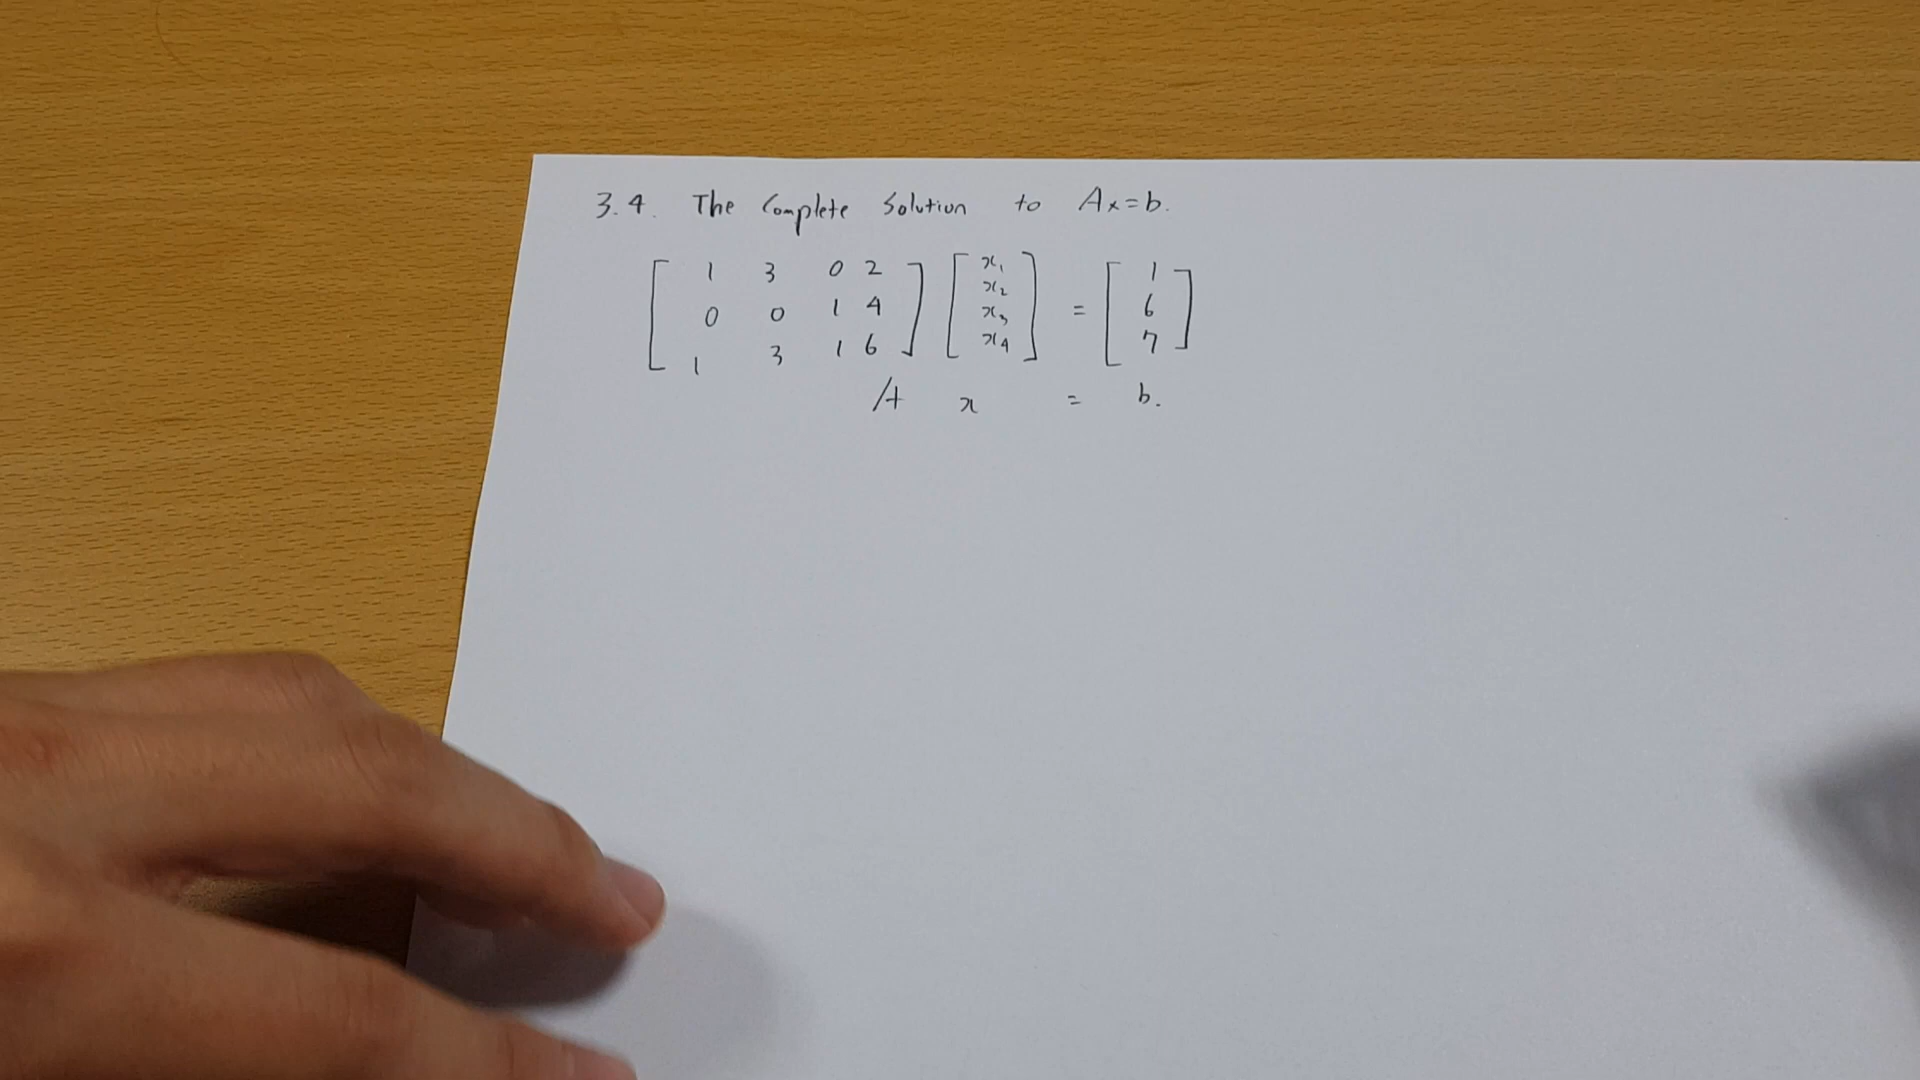 3.4. The Complete Solution to Ax=b.
[ 1 3 0 2 ] [ x₁ ] = [ 1 ]
[ 0 0 1 4 ] [ x₂ ] [ 6 ]
[ 1 3 1 6 ] [ x₃ ] [ 7 ]
[ x₄ ]
A x = b.